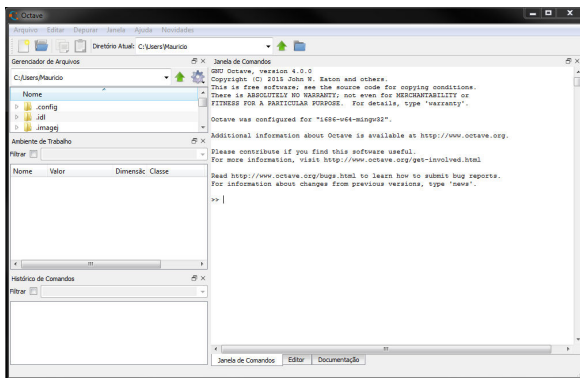 Octave
Arquivo Editar Depurar Janela Ajuda Novidades
Diretório Atual: C:\Users\Mauricio
Gerenciador de Arquivos
C:/Users/Mauricio
Nome
.config
.idl
.imagej
Ambiente de Trabalho
Filtrar
Nome Valor Dimensãc Classe
Histórico de Comandos
Filtrar
Janela de Comandos
GNU Octave, version 4.0.0
Copyright (C) 2015 John W. Eaton and others.
This is free software; see the source code for copying conditions.
There is ABSOLUTELY NO WARRANTY; not even for MERCHANTABILITY or
FITNESS FOR A PARTICULAR PURPOSE. For details, type 'warranty'.
Octave was configured for "i686-w64-mingw32".
Additional information about Octave is available at http://www.octave.org.
Please contribute if you find this software useful.
For more information, visit http://www.octave.org/get-involved.html
Read http://www.octave.org/bugs.html to learn how to submit bug reports.
For information about changes from previous versions, type 'news'.
>> |
Janela de Comandos Editor Documentação